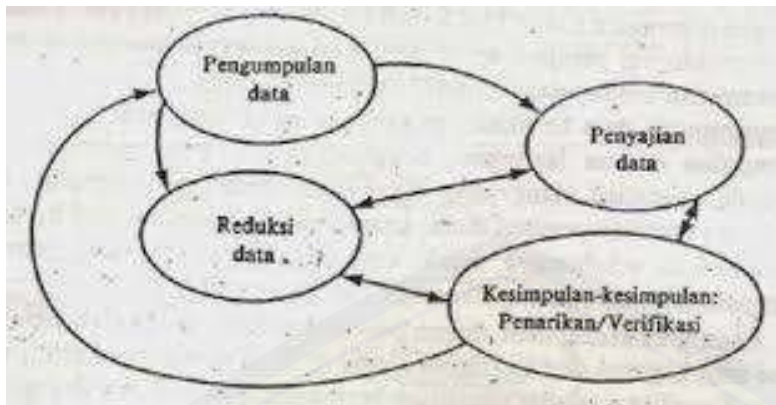 Pengumpulan
data
Penyajian
data
Reduksi
data
Kesimpulan-kesimpulan:
Penarikan/Verifikasi